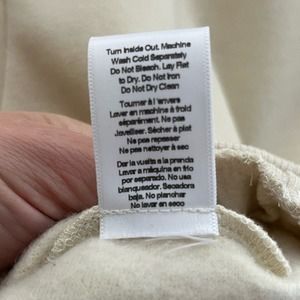 Turn Inside Out. Machine
Wash Cold Separately
Do Not Bleach. Lay Flat
to Dry. Do Not Iron
Do Not Dry Clean
Tourner à l'envers
Laver en machine à froid
séparément. Ne pas
Javelliser. Sécher à plat
Ne pas repasser
Ne pas nettoyer à sec
Dar la vuelta a la prenda
Lavar a máquina en frío
por separado. No usa
blanqueador. Secadora
baja. No planchar
No lavar en seco